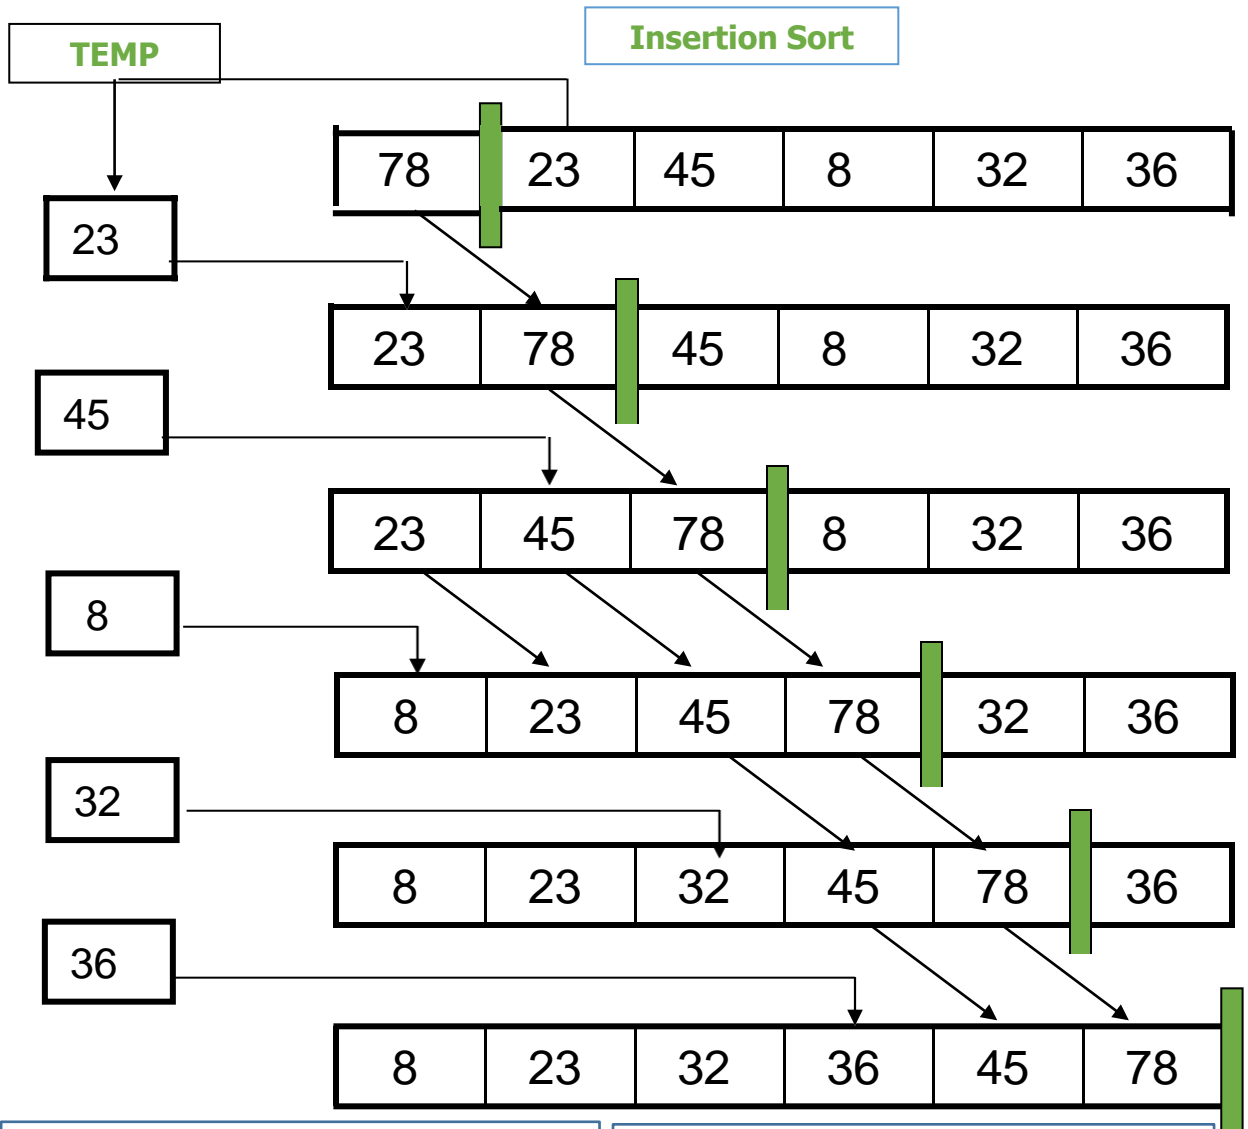 TEMP
Insertion Sort
78 23 45 8 32 36
23
23 78 45 8 32 36
45
23 45 78 8 32 36
8
8 23 45 78 32 36
32
8 23 32 45 78 36
36
8 23 32 36 45 78